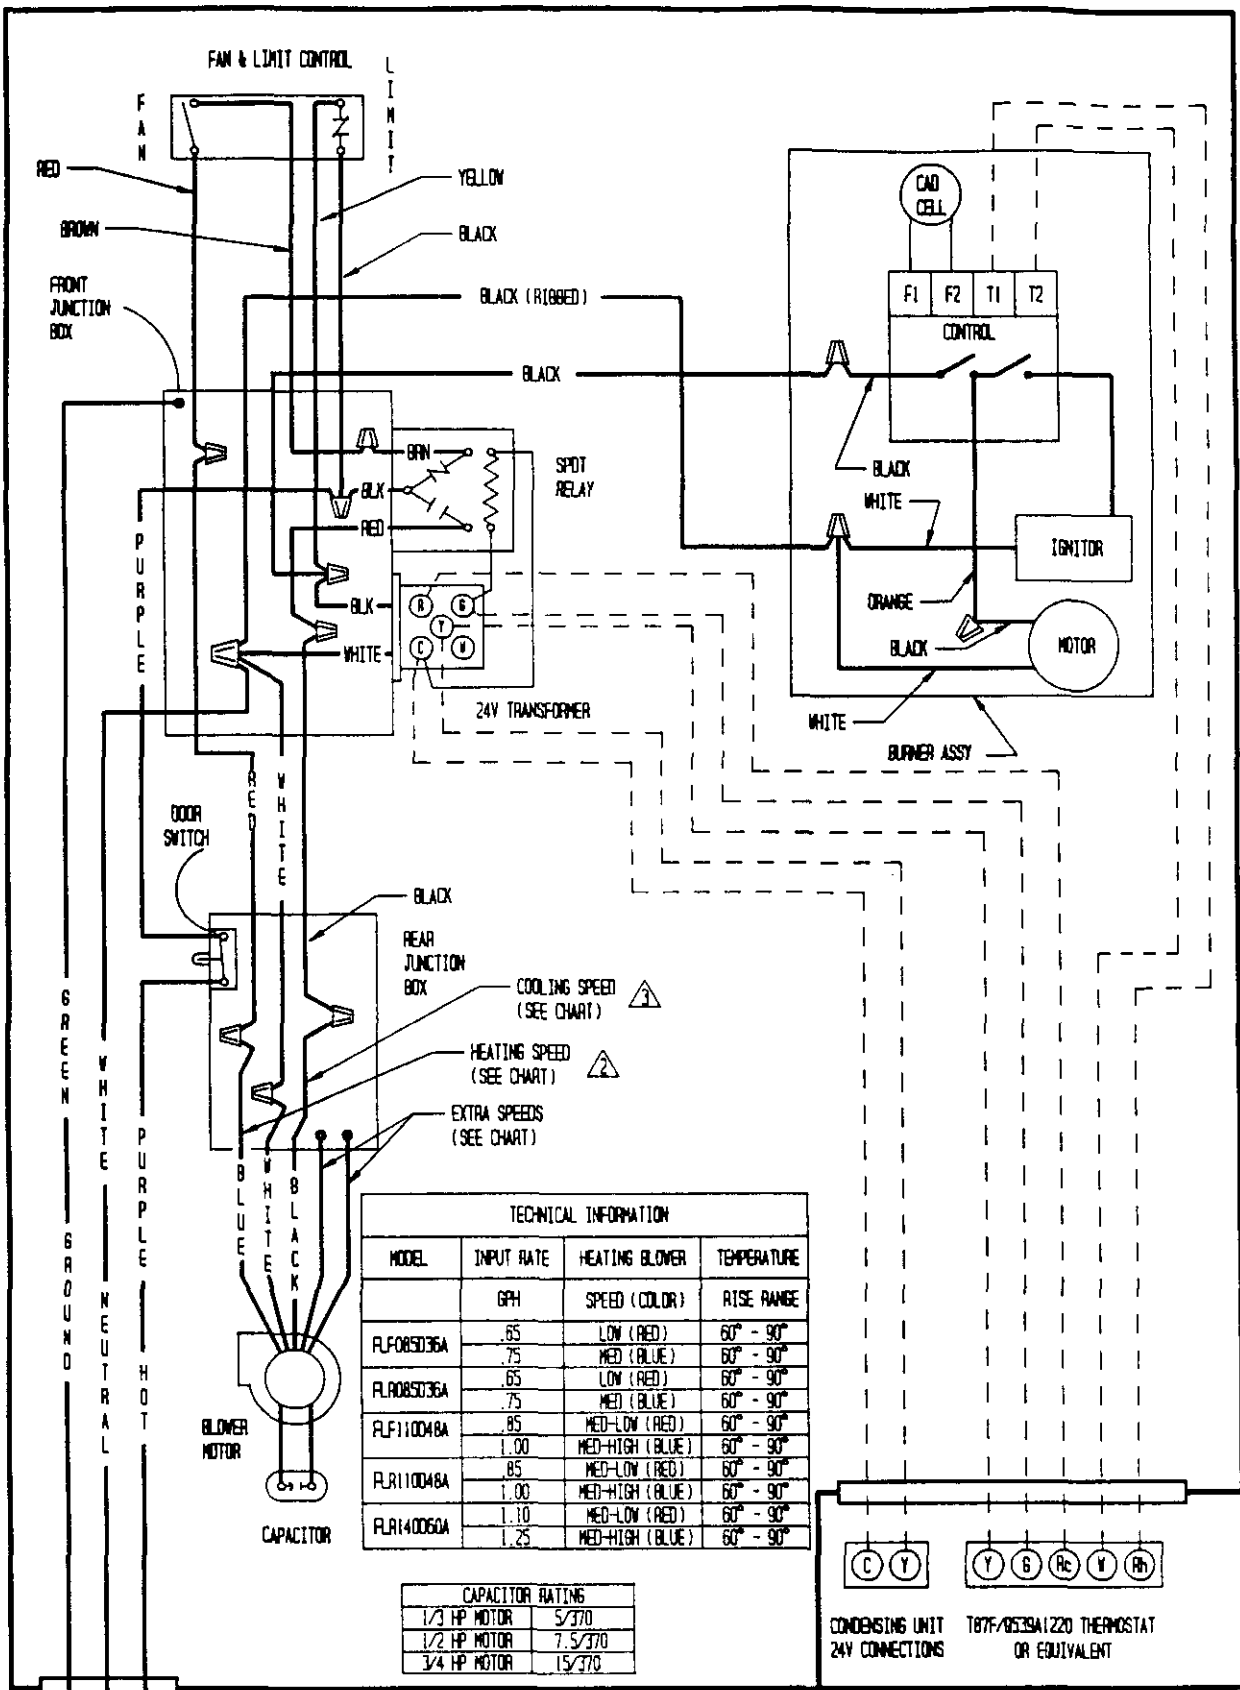 FAN & LIMIT CONTROL
FAN
LIMIT
RED
YELLOW
BROWN
BLACK
FRONT
JUNCTION
BOX
BLACK (RIBBED)
BLACK
CAD
CELL
F1 F2 T1 T2
CONTROL
BLACK
WHITE
IGNITOR
ORANGE
BLACK
MOTOR
WHITE
BURNER ASSY
BRN
BLK
RED
SPDT
RELAY
BLK
WHITE
R G
Y
C W
24V TRANSFORMER
PURPLE
RED
WHITE
DOOR
SWITCH
BLACK
REAR
JUNCTION
BOX
COOLING SPEED
(SEE CHART)
3
HEATING SPEED
(SEE CHART)
2
EXTRA SPEEDS
(SEE CHART)
GREEN GROUND
WHITE NEUTRAL
PURPLE HOT
BLUE
WHITE
BLACK
BLOWER
MOTOR
CAPACITOR
TECHNICAL INFORMATION
MODEL INPUT RATE HEATING BLOWER TEMPERATURE
GPH SPEED (COLOR) RISE RANGE
FLF085D36A .65 LOW (RED) 60° - 90°
.75 MED (BLUE) 60° - 90°
FLR085D36A .65 LOW (RED) 60° - 90°
.75 MED (BLUE) 60° - 90°
FLF110D48A .85 MED-LOW (RED) 60° - 90°
1.00 MED-HIGH (BLUE) 60° - 90°
FLR110D48A .85 MED-LOW (RED) 60° - 90°
1.00 MED-HIGH (BLUE) 60° - 90°
FLR140D60A 1.10 MED-LOW (RED) 60° - 90°
1.25 MED-HIGH (BLUE) 60° - 90°
CAPACITOR RATING
1/3 HP MOTOR 5/370
1/2 HP MOTOR 7.5/370
3/4 HP MOTOR 15/370
C Y
Y G Rc W Rh
CONDENSING UNIT
24V CONNECTIONS
T87F/Q539A1220 THERMOSTAT
OR EQUIVALENT